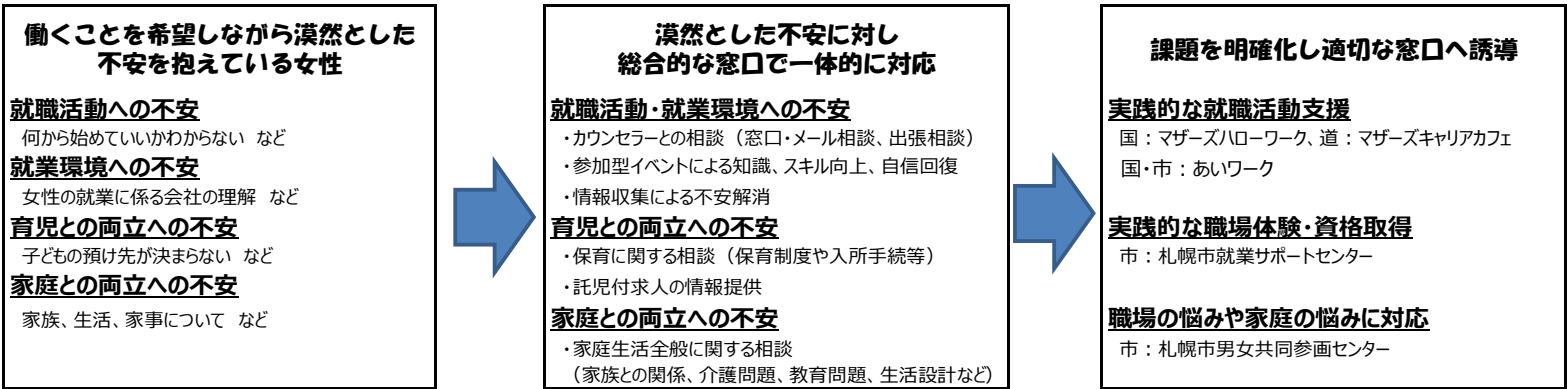 働くことを希望しながら漠然とした
不安を抱えている女性
就職活動への不安
何から始めていいかわからない など
就業環境への不安
女性の就業に係る会社の理解 など
育児との両立への不安
子どもの預け先が決まらない など
家庭との両立への不安
家族、生活、家事について など
漠然とした不安に対し
総合的な窓口で一体的に対応
就職活動・就業環境への不安
・カウンセラーとの相談（窓口・メール相談、出張相談）
・参加型イベントによる知識、スキル向上、自信回復
・情報収集による不安解消
育児との両立への不安
・保育に関する相談（保育制度や入所手続等）
・託児付求人の情報提供
家庭との両立への不安
・家庭生活全般に関する相談
（家族との関係、介護問題、教育問題、生活設計など）
課題を明確化し適切な窓口へ誘導
実践的な就職活動支援
国：マザーズハローワーク、道：マザーズキャリアカフェ
国・市：あいワーク
実践的な職場体験・資格取得
市：札幌市就業サポートセンター
職場の悩みや家庭の悩みに対応
市：札幌市男女共同参画センター